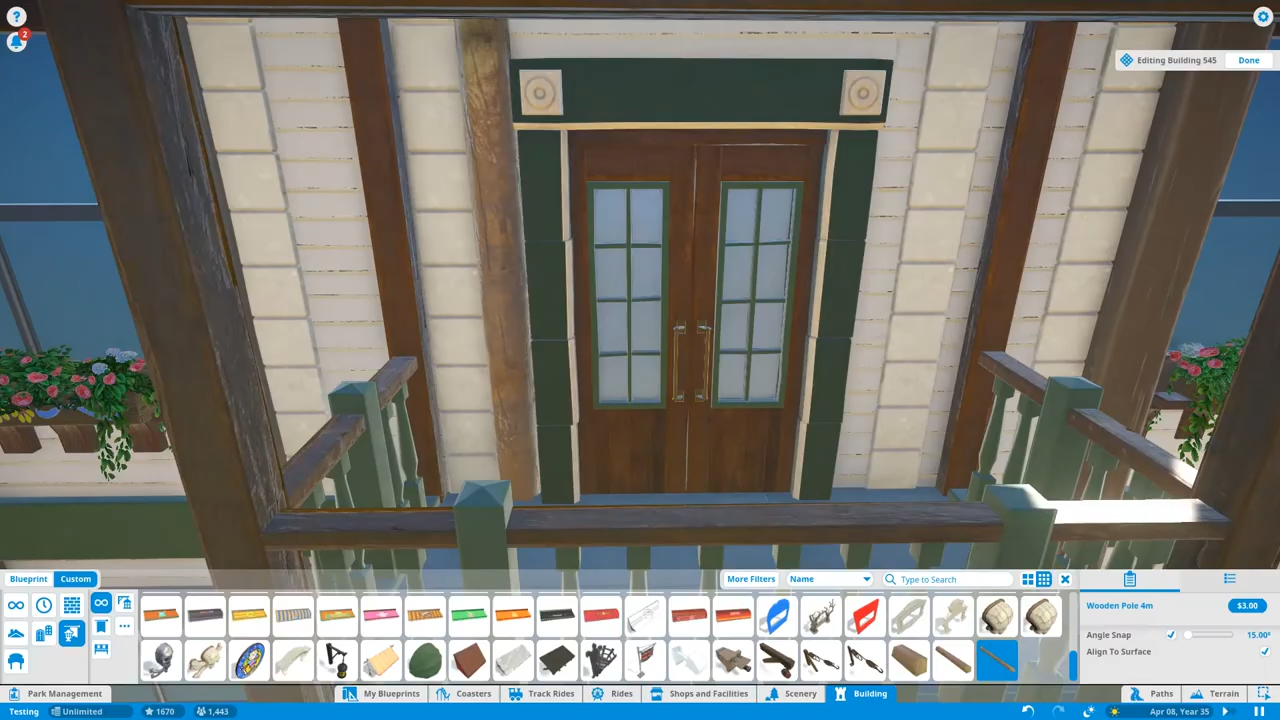 ?
2
Editing Building 545 Done
Blueprint Custom
More Filters Name Type to Search
Wooden Pole 4m $3.00
Angle Snap 15.00°
Align To Surface
Park Management My Blueprints Coasters Track Rides Rides Shops and Facilities Scenery Building Paths Terrain
Testing Unlimited 1670 1,443 Apr 08, Year 35